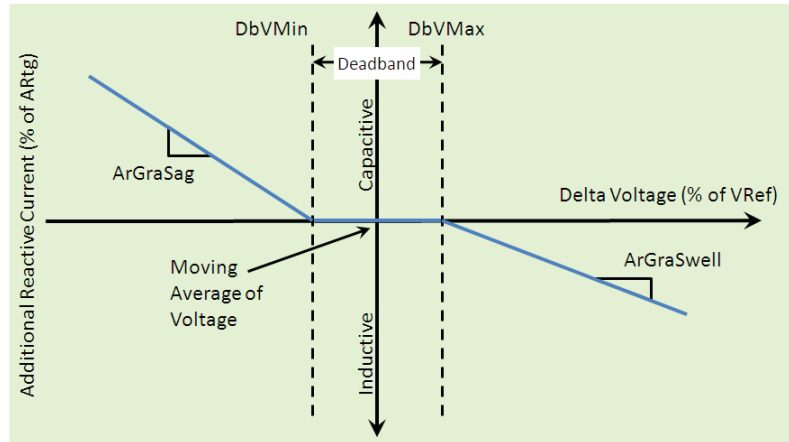 DbVMin
DbVMax
Deadband
Additional Reactive Current (% of ARtg)
Capacitive
ArGraSag
Delta Voltage (% of VRef)
Moving
Average of
Voltage
ArGraSwell
Inductive